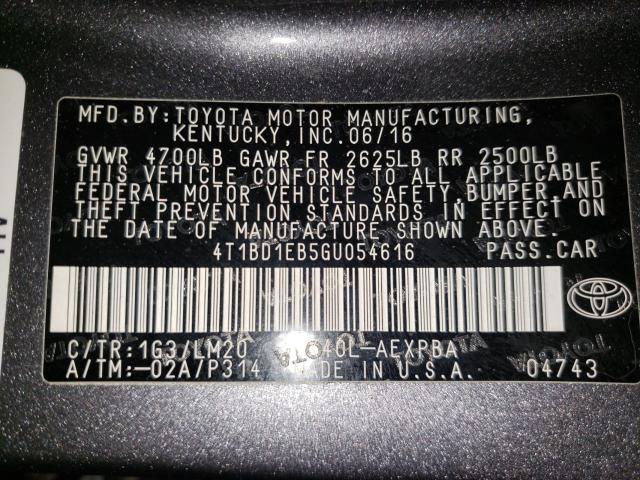 MFD. BY: TOYOTA MOTOR MANUFACTURING,
KENTUCKY, INC. 06/16
GVWR 4700LB GAWR FR 2625LB RR 2500LB
THIS VEHICLE CONFORMS TO ALL APPLICABLE
FEDERAL MOTOR VEHICLE SAFETY, BUMPER, AND
THEFT PREVENTION STANDARDS IN EFFECT ON
THE DATE OF MANUFACTURE SHOWN ABOVE.
4T1BD1EB5GU054616 PASS. CAR
C/TR: 1G3/LM20 40L-AEXPBA
A/TM: -02A/P314 MADE IN U.S.A. 04743